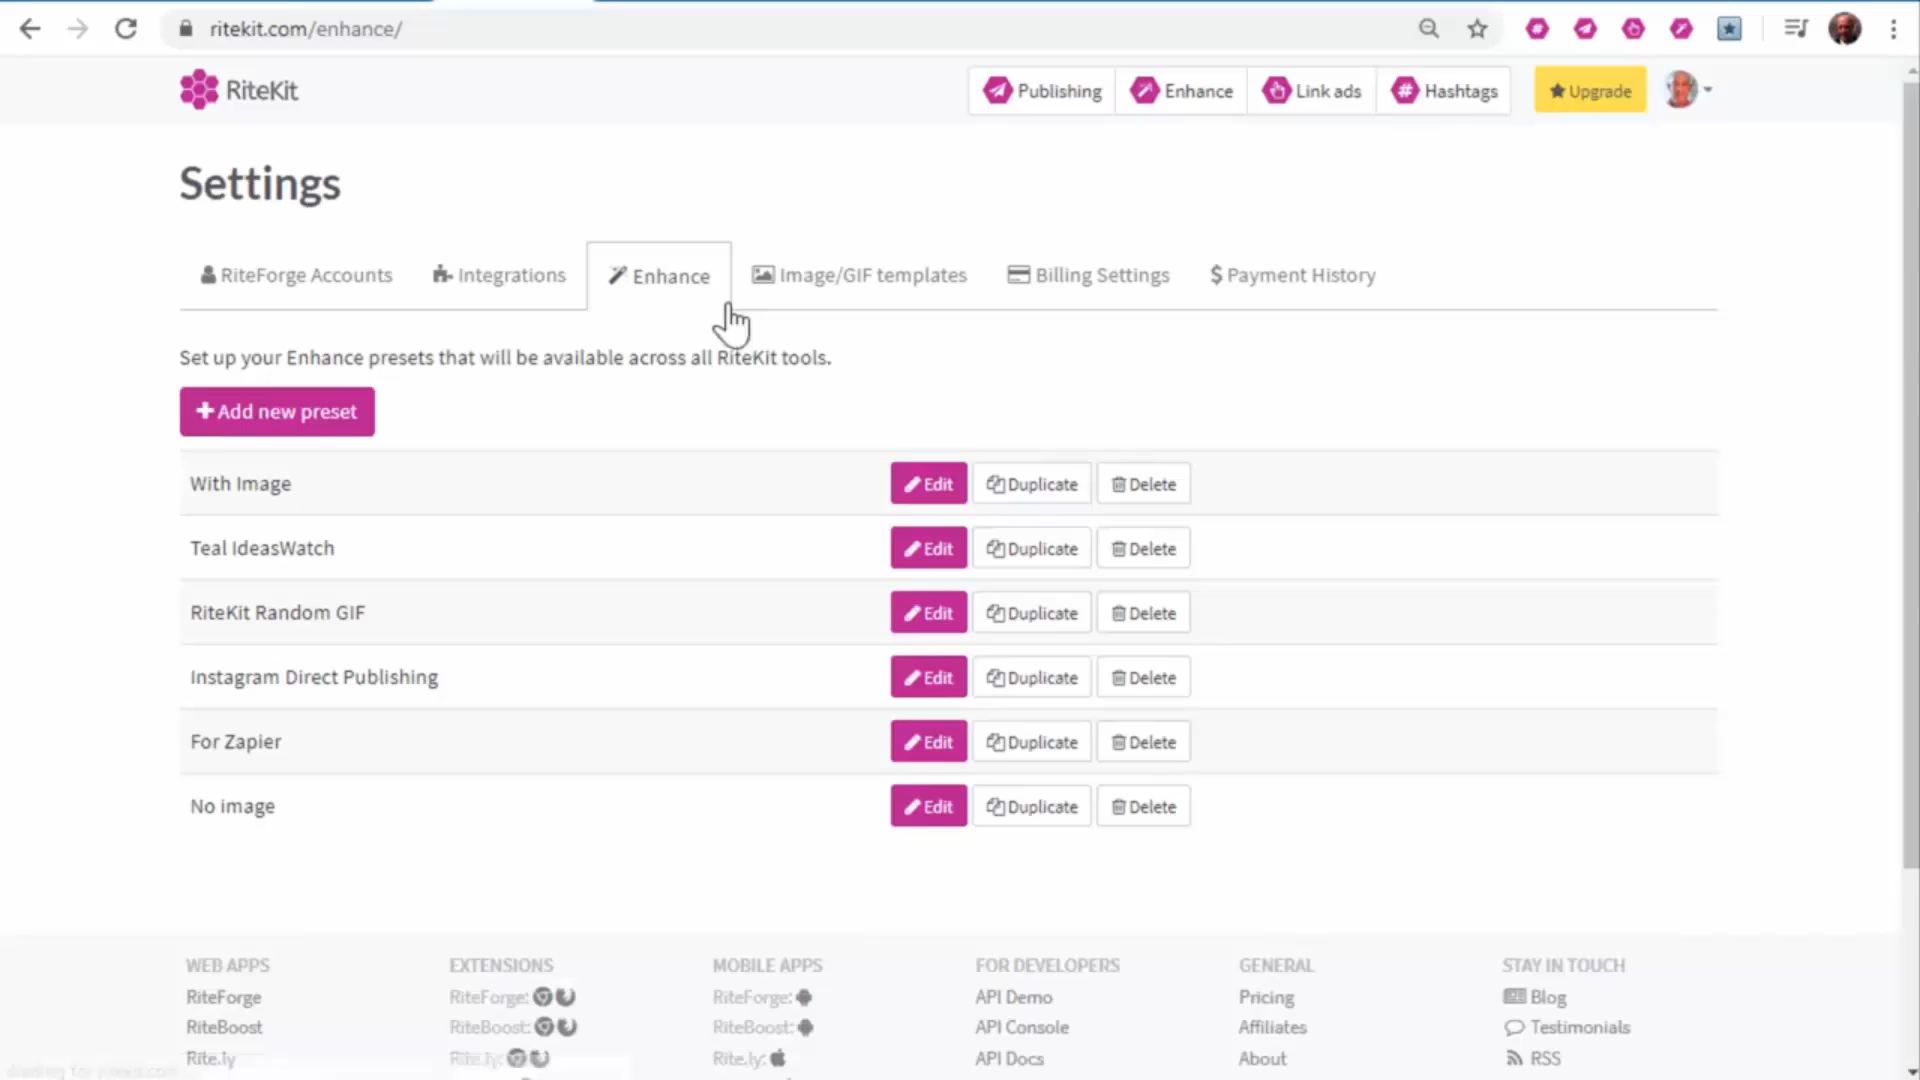 ritekit.com/enhance/
RiteKit
Publishing
Enhance
Link ads
Hashtags
Upgrade
Settings
RiteForge Accounts
Integrations
Enhance
Image/GIF templates
Billing Settings
Payment History
Set up your Enhance presets that will be available across all RiteKit tools.
Add new preset
With Image Edit Duplicate Delete
Teal IdeasWatch Edit Duplicate Delete
RiteKit Random GIF Edit Duplicate Delete
Instagram Direct Publishing Edit Duplicate Delete
For Zapier Edit Duplicate Delete
No image Edit Duplicate Delete
WEB APPS
RiteForge
RiteBoost
Rite.ly
EXTENSIONS
RiteForge:
RiteBoost:
Rite.ly:
MOBILE APPS
RiteForge:
RiteBoost:
Rite.ly:
FOR DEVELOPERS
API Demo
API Console
API Docs
GENERAL
Pricing
Affiliates
About
STAY IN TOUCH
Blog
Testimonials
RSS